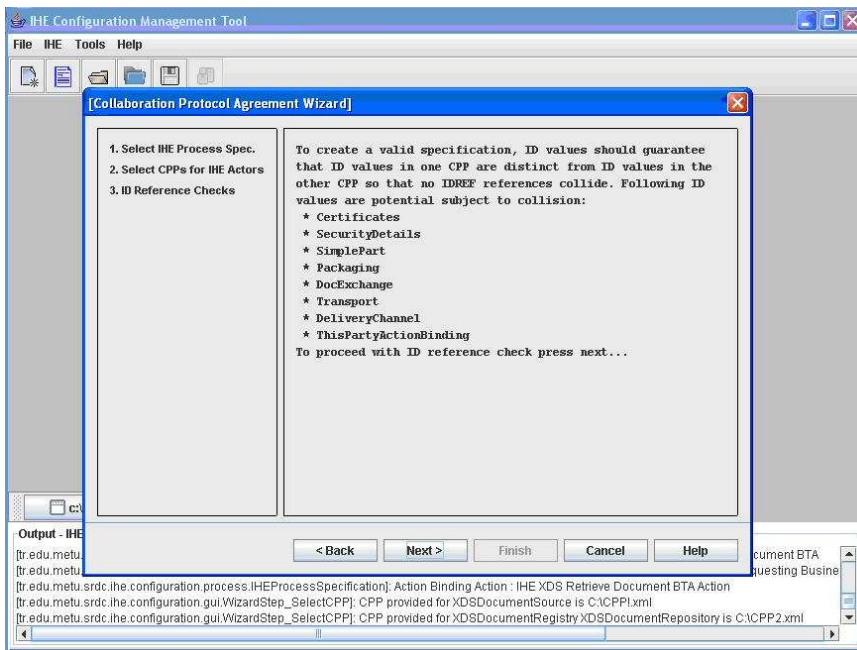 IHE Configuration Management Tool
File IHE Tools Help
[Collaboration Protocol Agreement Wizard]
1. Select IHE Process Spec.
2. Select CPPs for IHE Actors
3. ID Reference Checks
To create a valid specification, ID values should guarantee
that ID values in one CPP are distinct from ID values in the
other CPP so that no IDREF references collide. Following ID
values are potential subject to collision:
* Certificates
* SecurityDetails
* SimplePart
* Packaging
* DocExchange
* Transport
* DeliveryChannel
* ThisPartyActionBinding
To proceed with ID reference check press next...
< Back Next > Finish Cancel Help
c:\
Output - IHE
[tr.edu.metu. cument BTA
[tr.edu.metu. questing Busine
[tr.edu.metu.srdc.ihe.configuration.process.IHEProcessSpecification]: Action Binding Action : IHE XDS Retrieve Document BTA Action
[tr.edu.metu.srdc.ihe.configuration.gui.WizardStep_SelectCPP]: CPP provided for XDSDocumentSource is C:\CPP!.xml
[tr.edu.metu.srdc.ihe.configuration.gui.WizardStep_SelectCPP]: CPP provided for XDSDocumentRegistry XDSDocumentRepository is C:\CPP2.xml